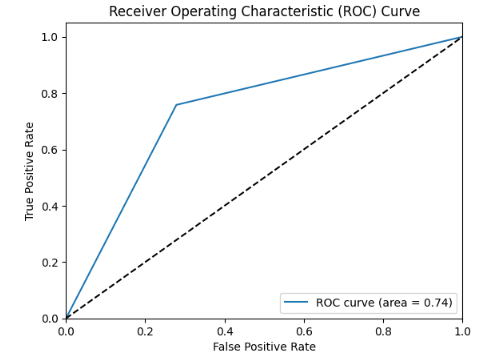 Receiver Operating Characteristic (ROC) Curve
1.0
0.8
0.6
0.4
0.2
0.0
True Positive Rate
ROC curve (area = 0.74)
0.0 0.2 0.4 0.6 0.8 1.0
False Positive Rate